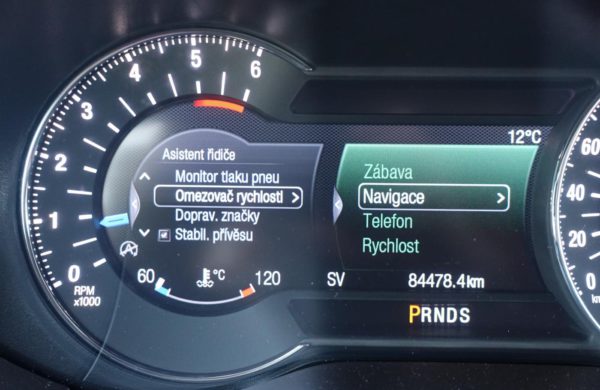 0
1
2
3
4
5
6
RPM
x1000
Asistent řidiče
Monitor tlaku pneu
Omezovač rychlosti
Doprav. značky
Stabil. přívěsu
60 °C 120
12°C
Zábava
Navigace
Telefon
Rychlost
SV 84478.4km
PRNDS
60
40
20
0